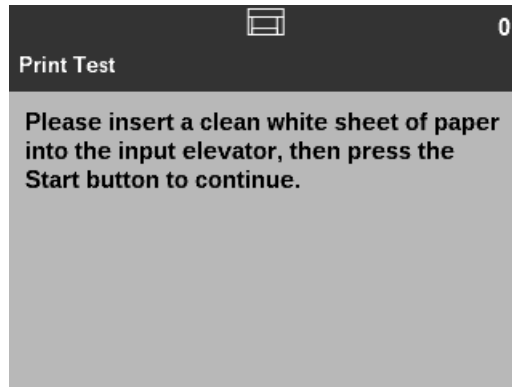 0
Print Test
Please insert a clean white sheet of paper
into the input elevator, then press the
Start button to continue.